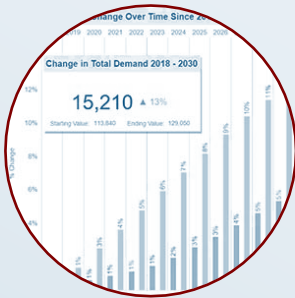 Change Over Time Since 20
2019 2020 2021 2022 2023 2024 2025 2026
Change in Total Demand 2018 - 2030
15,210 ▲ 13%
Starting Value: 113,840 Ending Value: 129,050
12%
10%
8%
6%
4%
% Change
1% 1% 3% 1% 4% 1% 5% 1% 6% 2% 7% 3% 8% 3% 9% 4% 10% 5% 11% 5%